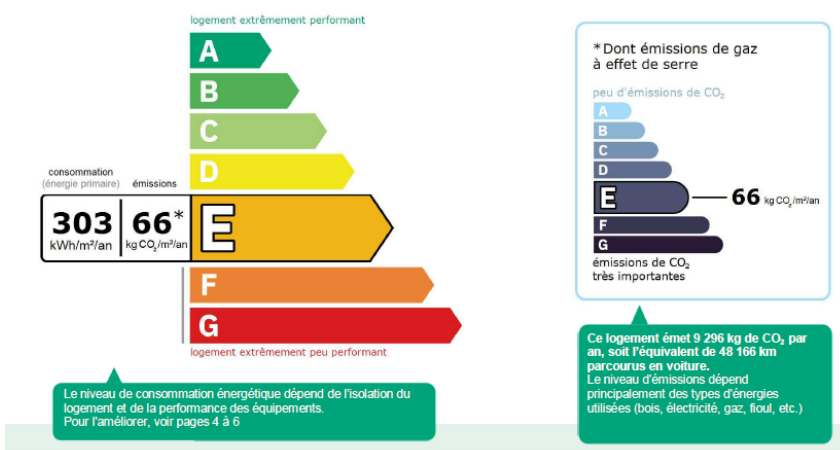 logement extrêmement performant
A
B
C
D
consommation
(énergie primaire) émissions
303 66*
kWh/m²/an kg CO₂/m²/an
E
F
G
logement extrêmement peu performant
Le niveau de consommation énergétique dépend de l'isolation du
logement et de la performance des équipements.
Pour l'améliorer, voir pages 4 à 6
*Dont émissions de gaz
à effet de serre
peu d'émissions de CO₂
A
B
C
D
E 66 kg CO₂/m²/an
F
G
émissions de CO₂
très importantes
Ce logement émet 9 296 kg de CO₂ par
an, soit l'équivalent de 48 166 km
parcourus en voiture.
Le niveau d'émissions dépend
principalement des types d'énergies
utilisées (bois, électricité, gaz, fioul, etc.)